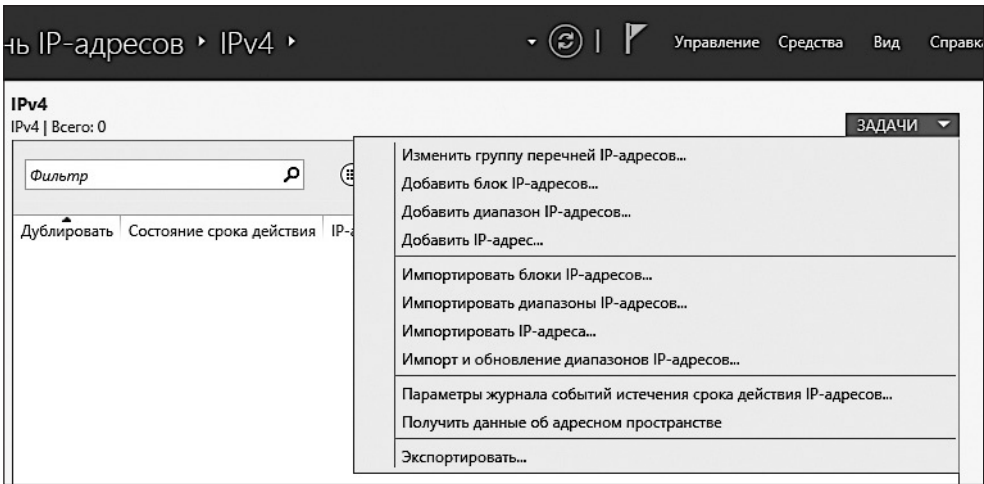 нь IP-адресов ‣ IPv4 ‣
Управление Средства Вид Справк
IPv4
IPv4 | Всего: 0
ЗАДАЧИ
Фильтр
Дублировать Состояние срока действия IP-а
Изменить группу перечней IP-адресов...
Добавить блок IP-адресов...
Добавить диапазон IP-адресов...
Добавить IP-адрес...
Импортировать блоки IP-адресов...
Импортировать диапазоны IP-адресов...
Импортировать IP-адреса...
Импорт и обновление диапазонов IP-адресов...
Параметры журнала событий истечения срока действия IP-адресов...
Получить данные об адресном пространстве
Экспортировать...